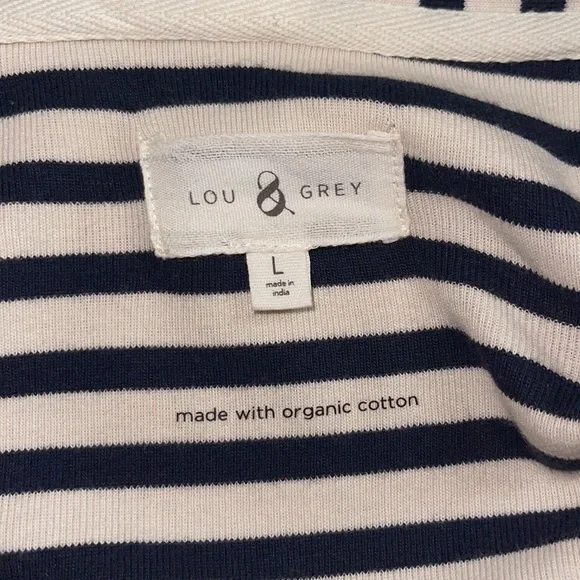 LOU & GREY
L
made in
india
made with organic cotton